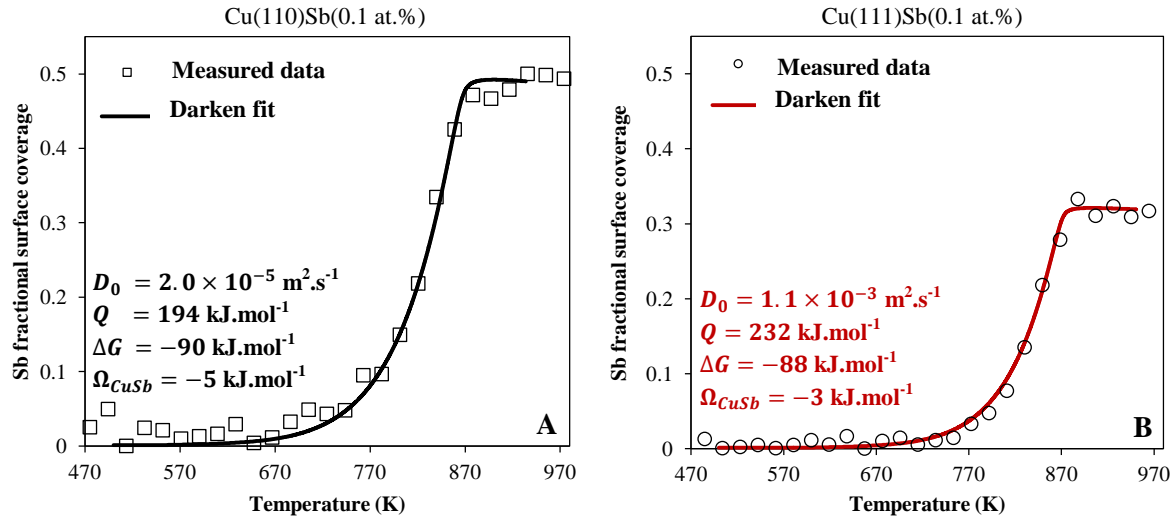 Cu(110)Sb(0.1 at.%)
Sb fractional surface coverage
0.5
0.4
0.3
0.2
0.1
0
Measured data
Darken fit
D₀ = 2.0 × 10⁻⁵ m².s⁻¹
Q = 194 kJ.mol⁻¹
ΔG = −90 kJ.mol⁻¹
Ω_CuSb = −5 kJ.mol⁻¹
A
470 570 670 770 870 970
Temperature (K)
Cu(111)Sb(0.1 at.%)
Sb fractional surface coverage
0.5
0.4
0.3
0.2
0.1
0
Measured data
Darken fit
D₀ = 1.1 × 10⁻³ m².s⁻¹
Q = 232 kJ.mol⁻¹
ΔG = −88 kJ.mol⁻¹
Ω_CuSb = −3 kJ.mol⁻¹
B
470 570 670 770 870 970
Temperature (K)